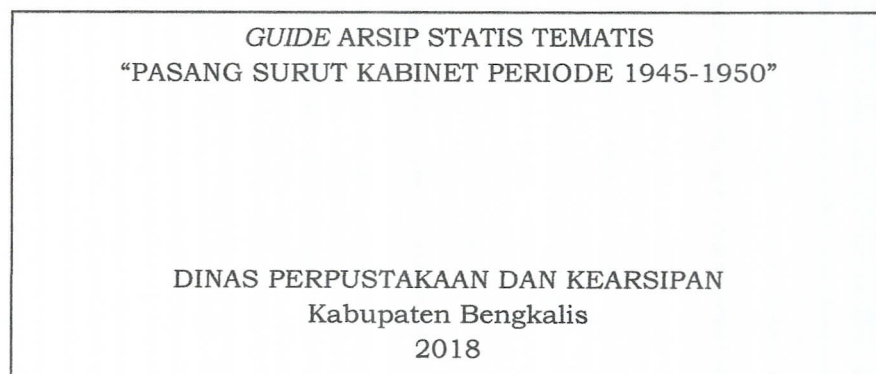 GUIDE ARSIP STATIS TEMATIS
“PASANG SURUT KABINET PERIODE 1945-1950”
DINAS PERPUSTAKAAN DAN KEARSIPAN
Kabupaten Bengkalis
2018